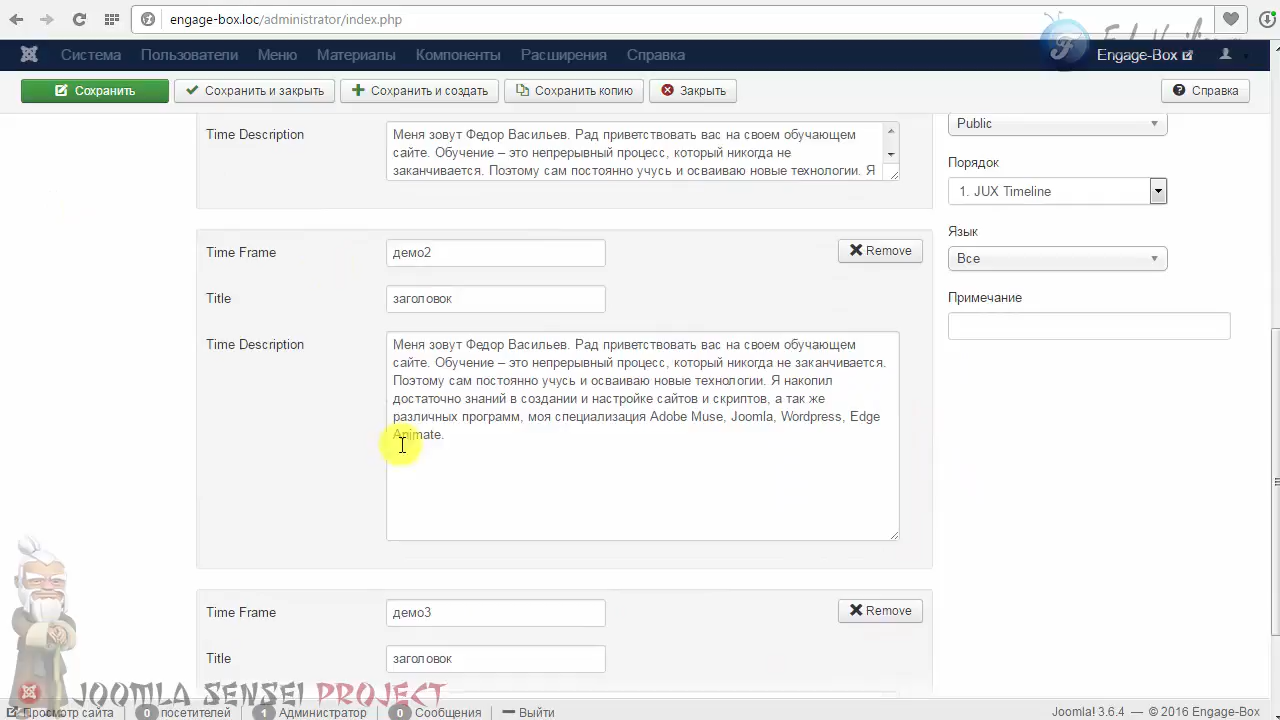 engage-box.loc/administrator/index.php
Система Пользователи Меню Материалы Компоненты Расширения Справка Engage-Box
Сохранить Сохранить и закрыть Сохранить и создать Сохранить копию Закрыть Справка
Time Description
Меня зовут Федор Васильев. Рад приветствовать вас на своем обучающем
сайте. Обучение – это непрерывный процесс, который никогда не
заканчивается. Поэтому сам постоянно учусь и осваиваю новые технологии. Я
Public
Порядок
1. JUX Timeline
Язык
Все
Примечание
Time Frame
демо2
Remove
Title
заголовок
Time Description
Меня зовут Федор Васильев. Рад приветствовать вас на своем обучающем
сайте. Обучение – это непрерывный процесс, который никогда не заканчивается.
Поэтому сам постоянно учусь и осваиваю новые технологии. Я накопил
достаточно знаний в создании и настройке сайтов и скриптов, а так же
различных программ, моя специализация Adobe Muse, Joomla, Wordpress, Edge
Animate.
Time Frame
демо3
Remove
Title
заголовок
JOOMLA SENSEI PROJECT
Просмотр сайта 0 посетителей 1 Администратор 0 Сообщения Выйти
Joomla! 3.6.4 — © 2016 Engage-Box